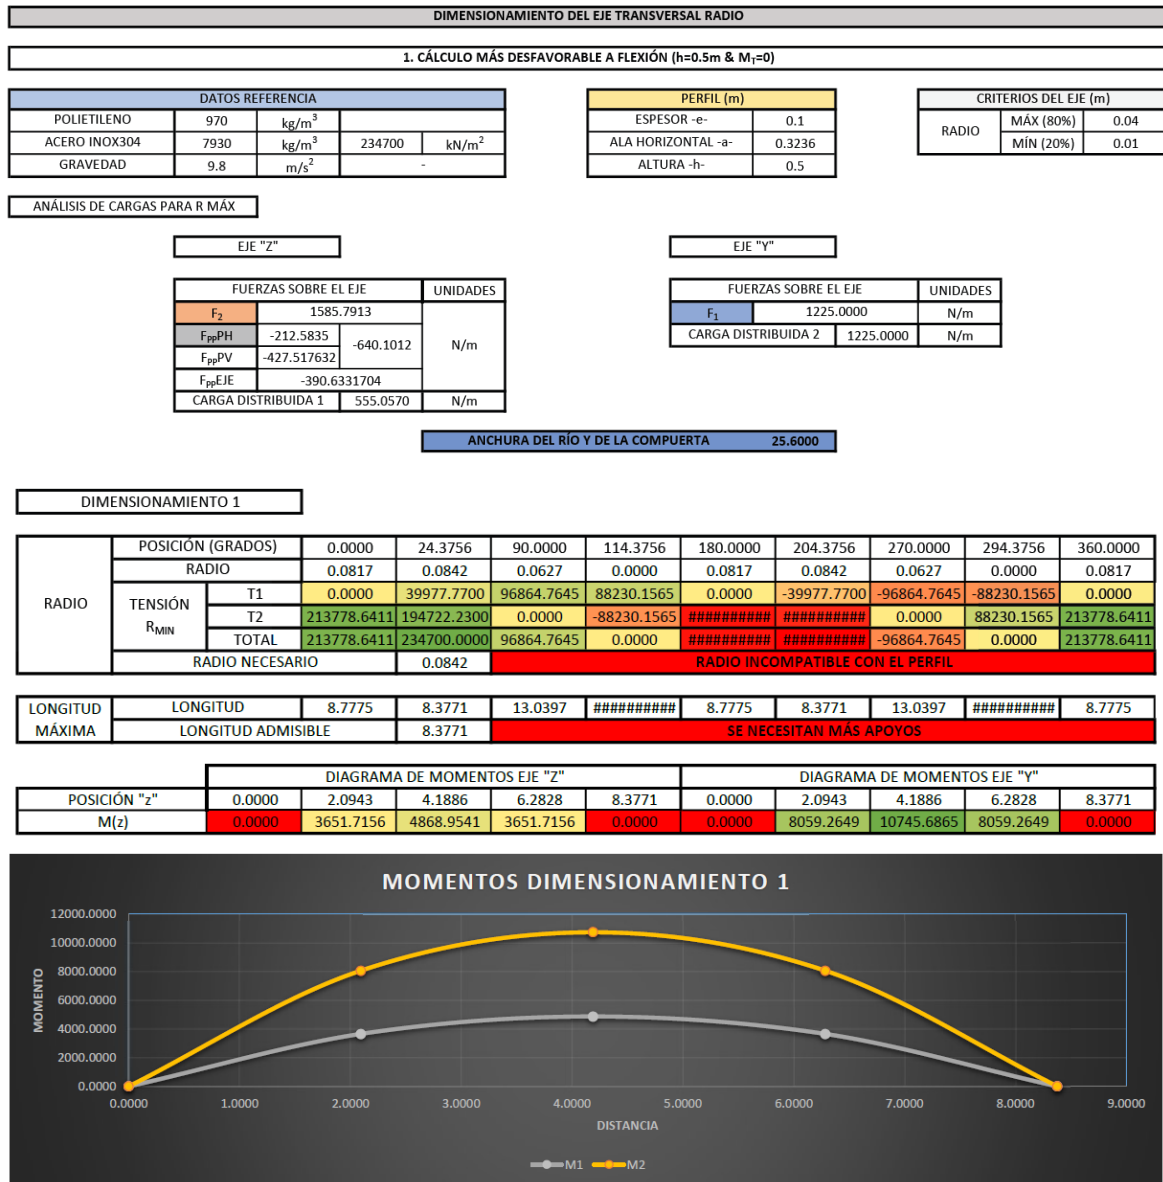 DIMENSIONAMIENTO DEL EJE TRANSVERSAL RADIO
1. CÁLCULO MÁS DESFAVORABLE A FLEXIÓN (h=0.5m & M_T=0)
DATOS REFERENCIA
POLIETILENO 970 kg/m³
ACERO INOX304 7930 kg/m³ 234700 kN/m²
GRAVEDAD 9.8 m/s² -
PERFIL (m)
ESPESOR -e- 0.1
ALA HORIZONTAL -a- 0.3236
ALTURA -h- 0.5
CRITERIOS DEL EJE (m)
RADIO MÁX (80%) 0.04
MÍN (20%) 0.01
ANÁLISIS DE CARGAS PARA R MÁX
EJE "Z"
FUERZAS SOBRE EL EJE UNIDADES
F₂ 1585.7913 N/m
F_PPPH -212.5835 -640.1012
F_PPPV -427.517632
F_PPEJE -390.6331704
CARGA DISTRIBUIDA 1 555.0570 N/m
EJE "Y"
FUERZAS SOBRE EL EJE UNIDADES
F₁ 1225.0000 N/m
CARGA DISTRIBUIDA 2 1225.0000 N/m
ANCHURA DEL RÍO Y DE LA COMPUERTA 25.6000
DIMENSIONAMIENTO 1
RADIO
POSICIÓN (GRADOS) 0.0000 24.3756 90.0000 114.3756 180.0000 204.3756 270.0000 294.3756 360.0000
RADIO 0.0817 0.0842 0.0627 0.0000 0.0817 0.0842 0.0627 0.0000 0.0817
TENSIÓN R_MIN
T1 0.0000 39977.7700 96864.7645 88230.1565 0.0000 -39977.7700 -96864.7645 -88230.1565 0.0000
T2 213778.6411 194722.2300 0.0000 -88230.1565 ########## ########## 0.0000 88230.1565 213778.6411
TOTAL 213778.6411 234700.0000 96864.7645 0.0000 ########## ########## -96864.7645 0.0000 213778.6411
RADIO NECESARIO 0.0842 RADIO INCOMPATIBLE CON EL PERFIL
LONGITUD MÁXIMA
LONGITUD 8.7775 8.3771 13.0397 ########## 8.7775 8.3771 13.0397 ########## 8.7775
LONGITUD ADMISIBLE 8.3771 SE NECESITAN MÁS APOYOS
DIAGRAMA DE MOMENTOS EJE "Z" DIAGRAMA DE MOMENTOS EJE "Y"
POSICIÓN "z" 0.0000 2.0943 4.1886 6.2828 8.3771 0.0000 2.0943 4.1886 6.2828 8.3771
M(z) 0.0000 3651.7156 4868.9541 3651.7156 0.0000 0.0000 8059.2649 10745.6865 8059.2649 0.0000
MOMENTOS DIMENSIONAMIENTO 1
MOMENTO
12000.0000
10000.0000
8000.0000
6000.0000
4000.0000
2000.0000
0.0000
0.0000 1.0000 2.0000 3.0000 4.0000 5.0000 6.0000 7.0000 8.0000 9.0000
DISTANCIA
M1 M2